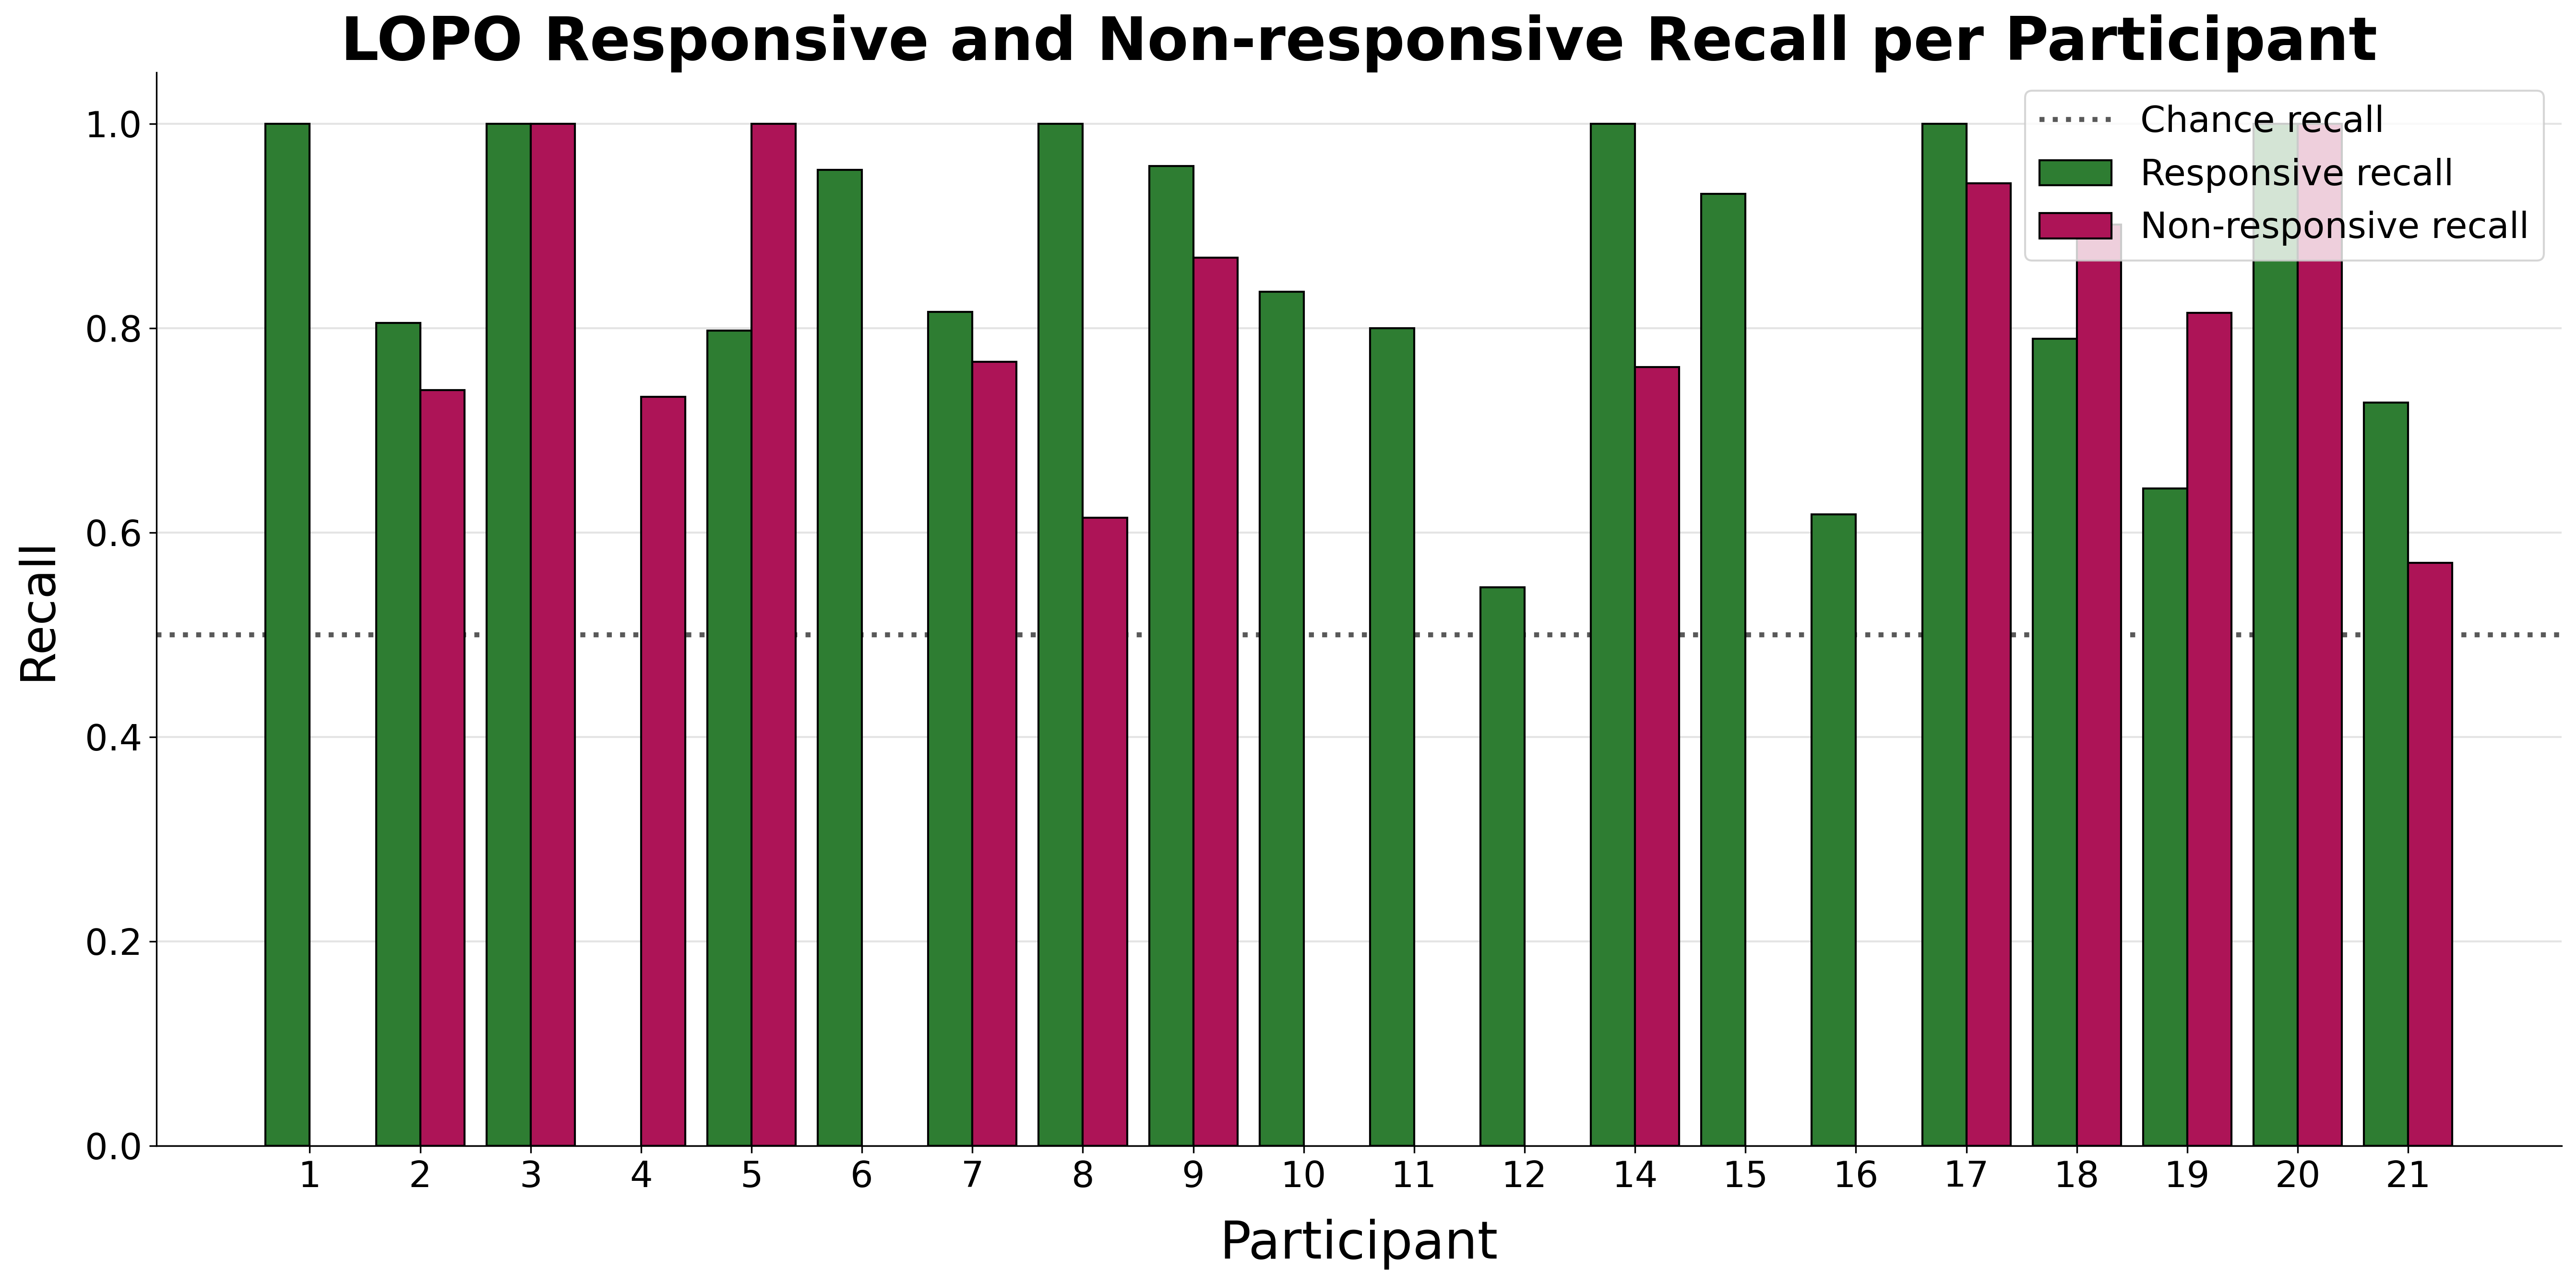 LOPO Responsive and Non-responsive Recall per Participant
Chance recall
Responsive recall
Non-responsive recall
1.0
0.8
0.6
0.4
0.2
0.0
Recall
1 2 3 4 5 6 7 8 9 10 11 12 14 15 16 17 18 19 20 21
Participant